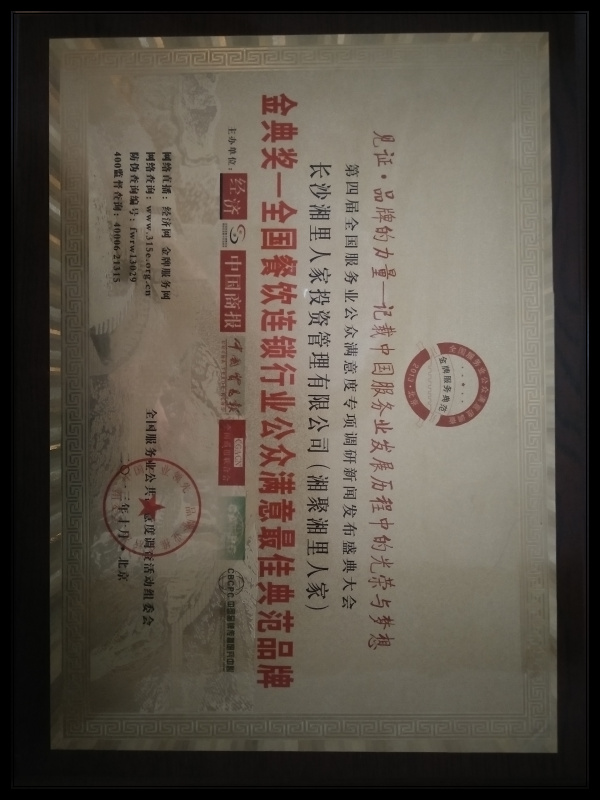 见证·品牌的力量—记载中国服务业发展历程中的光荣与梦想
第四届全国服务业公众满意度专项调研新闻发布盛典大会
长沙湘里人家投资管理有限公司（湘聚湘里人家）
金典奖—全国餐饮连锁行业公众满意最佳典范品牌
主办单位：
经济
中国商报
网络直播：经济网 金牌服务网
网络查询：www.315e.org.cn
防伪查询编号：fwrw13029
400监督查询：40006-21315
全国服务业公众满意度调查活动组委会
二〇一三年七月·北京